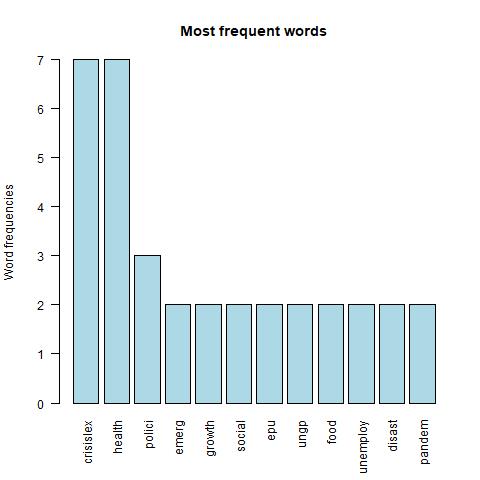 Most frequent words
Word frequencies
7
6
5
4
3
2
1
0
crisislex
health
polici
emerg
growth
social
epu
ungp
food
unemploy
disast
pandem